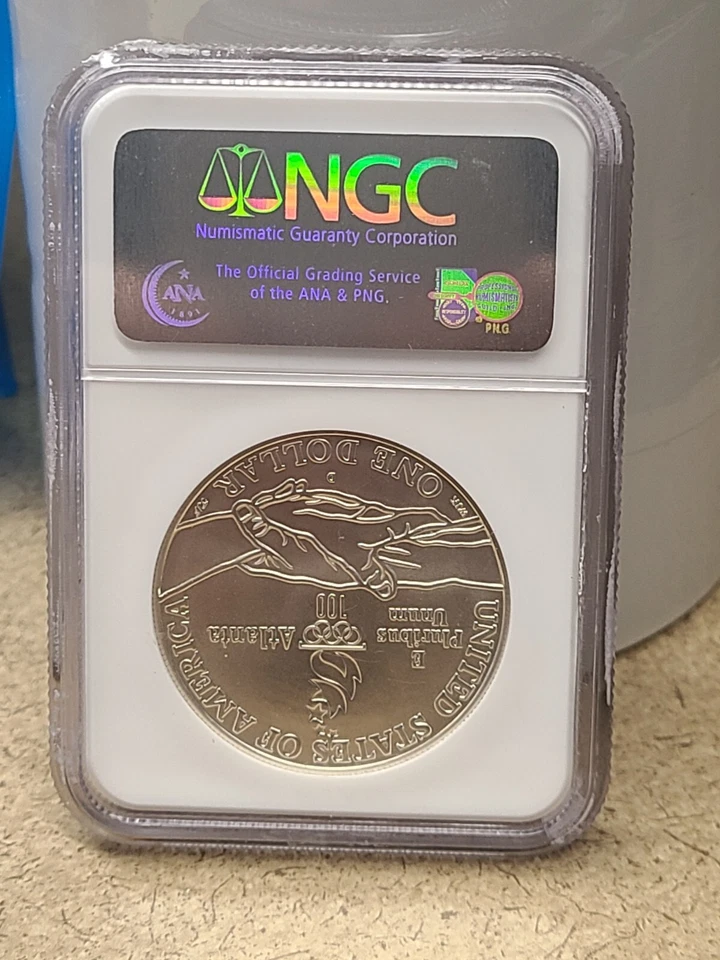 NGC
Numismatic Guaranty Corporation
The Official Grading Service
of the ANA & PNG.
ANA
1891
P.N.G.
UNITED STATES OF AMERICA
E
Pluribus
Unum
Atlanta
100
D
ONE DOLLAR